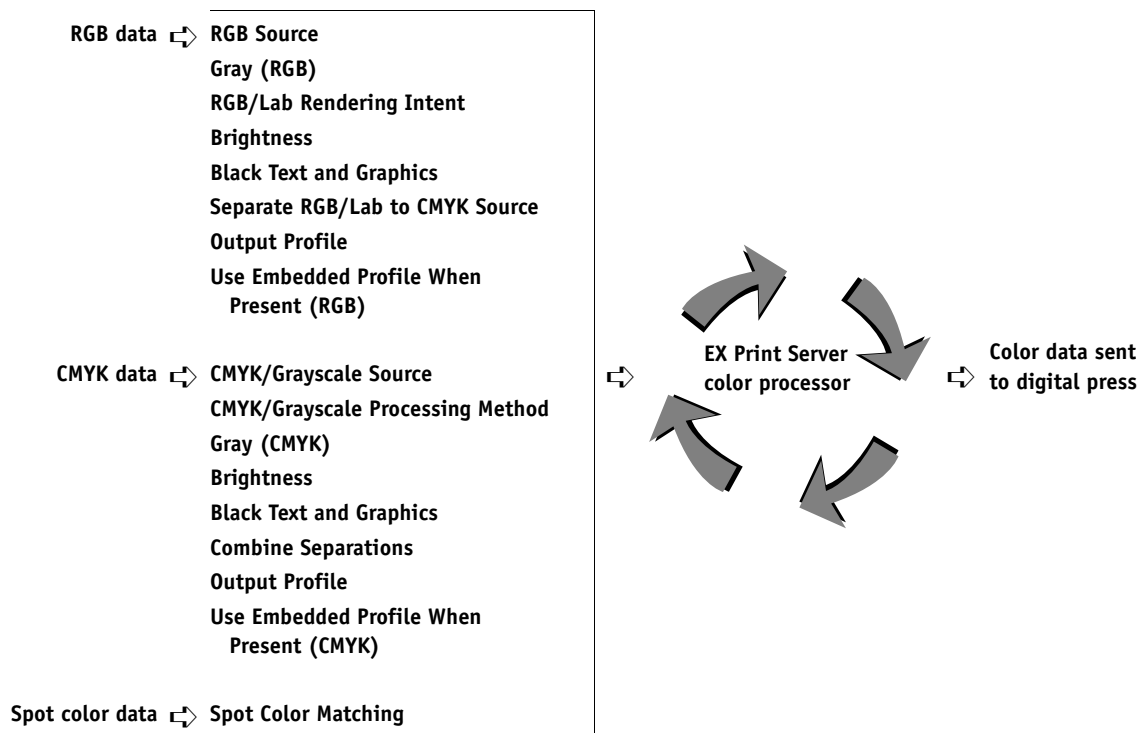 RGB data RGB Source
Gray (RGB)
RGB/Lab Rendering Intent
Brightness
Black Text and Graphics
Separate RGB/Lab to CMYK Source
Output Profile
Use Embedded Profile When
Present (RGB)
CMYK data CMYK/Grayscale Source
CMYK/Grayscale Processing Method
Gray (CMYK)
Brightness
Black Text and Graphics
Combine Separations
Output Profile
Use Embedded Profile When
Present (CMYK)
Spot color data Spot Color Matching
EX Print Server
color processor
Color data sent
to digital press